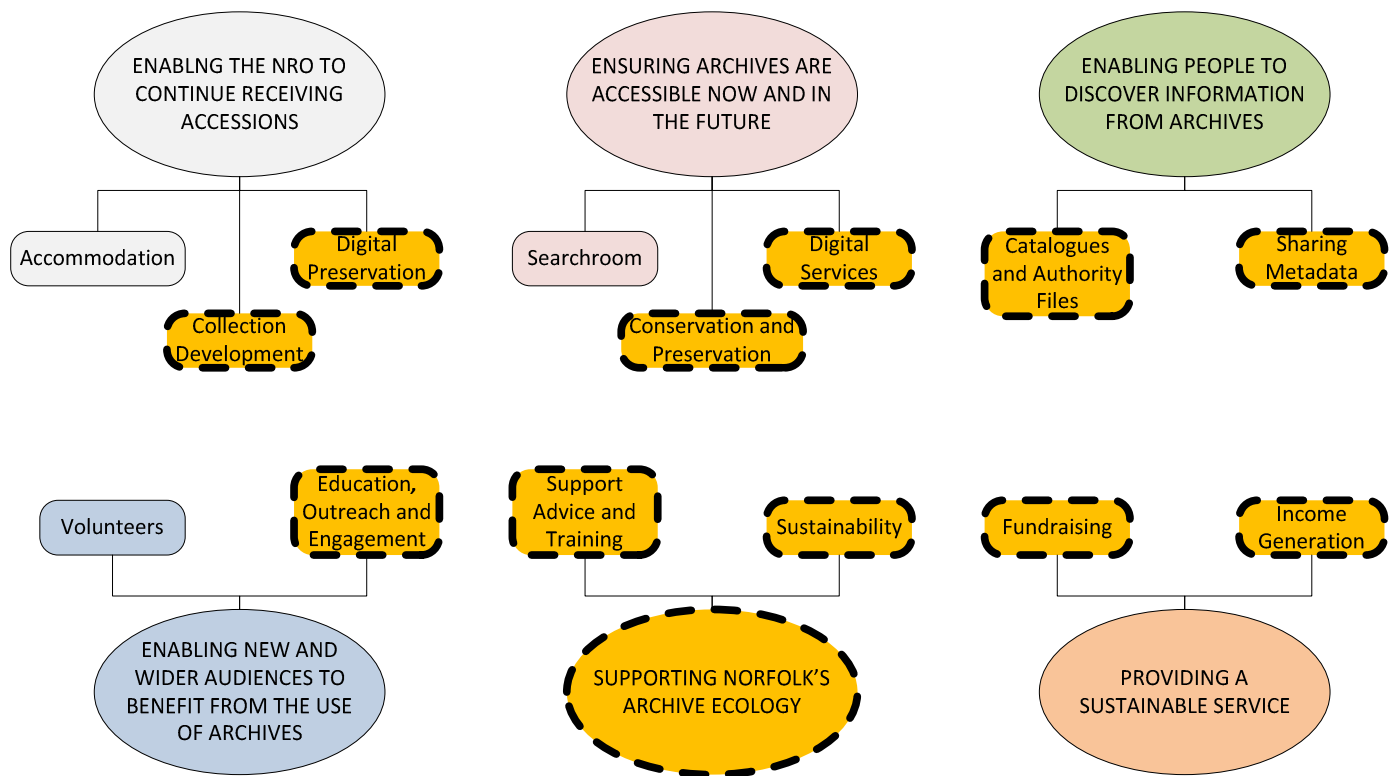 ENABLNG THE NRO TO
CONTINUE RECEIVING
ACCESSIONS
ENSURING ARCHIVES ARE
ACCESSIBLE NOW AND IN
THE FUTURE
ENABLING PEOPLE TO
DISCOVER INFORMATION
FROM ARCHIVES
Accommodation
Collection
Development
Digital
Preservation
Searchroom
Conservation and
Preservation
Digital
Services
Catalogues
and Authority
Files
Sharing
Metadata
Volunteers
Education,
Outreach and
Engagement
Support
Advice and
Training
Sustainability
Fundraising
Income
Generation
ENABLING NEW AND
WIDER AUDIENCES TO
BENEFIT FROM THE USE
OF ARCHIVES
SUPPORTING NORFOLK’S
ARCHIVE ECOLOGY
PROVIDING A
SUSTAINABLE SERVICE